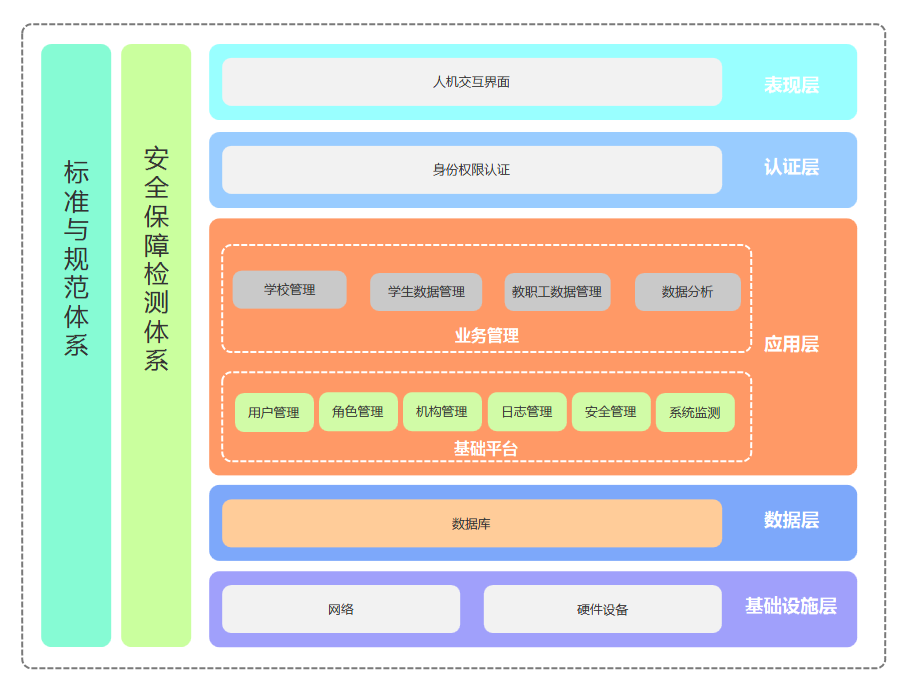 标准与规范体系
安全保障检测体系
人机交互界面
表现层
身份权限认证
认证层
学校管理
学生数据管理
教职工数据管理
数据分析
业务管理
应用层
用户管理
角色管理
机构管理
日志管理
安全管理
系统监测
基础平台
数据库
数据层
网络
硬件设备
基础设施层